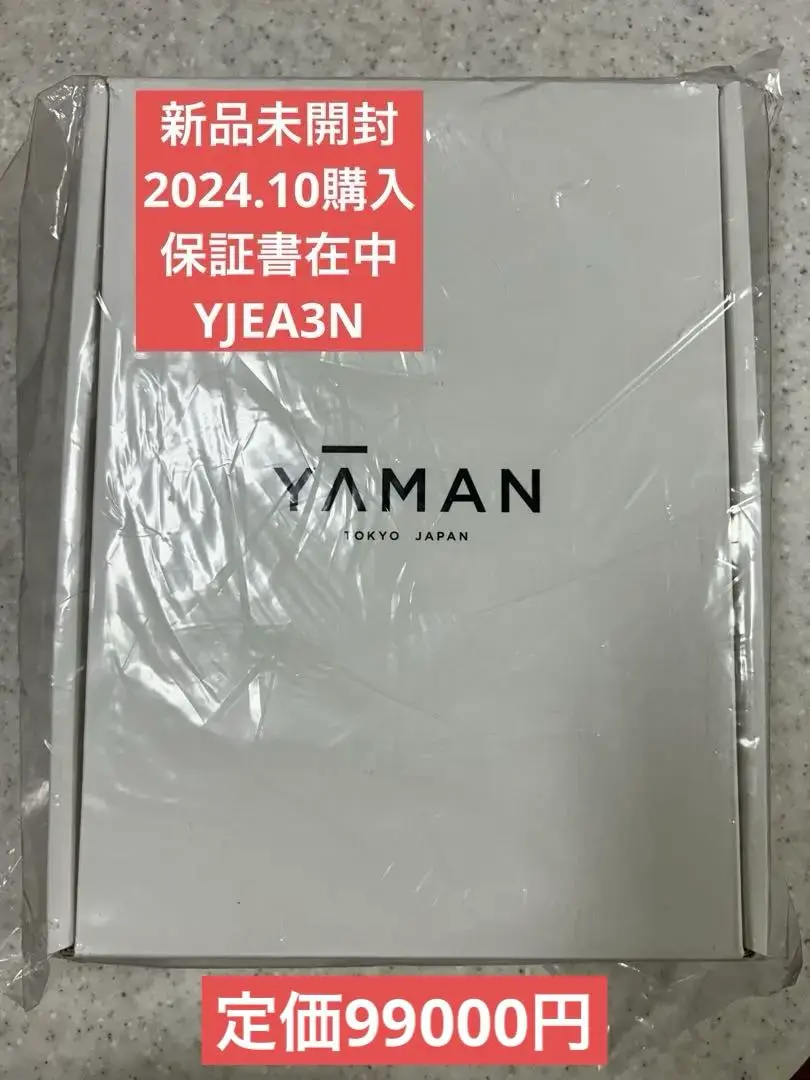 新品未開封
2024.10購入
保証書在中
YJEA3N
YĀMAN
TOKYO JAPAN
定価99000円